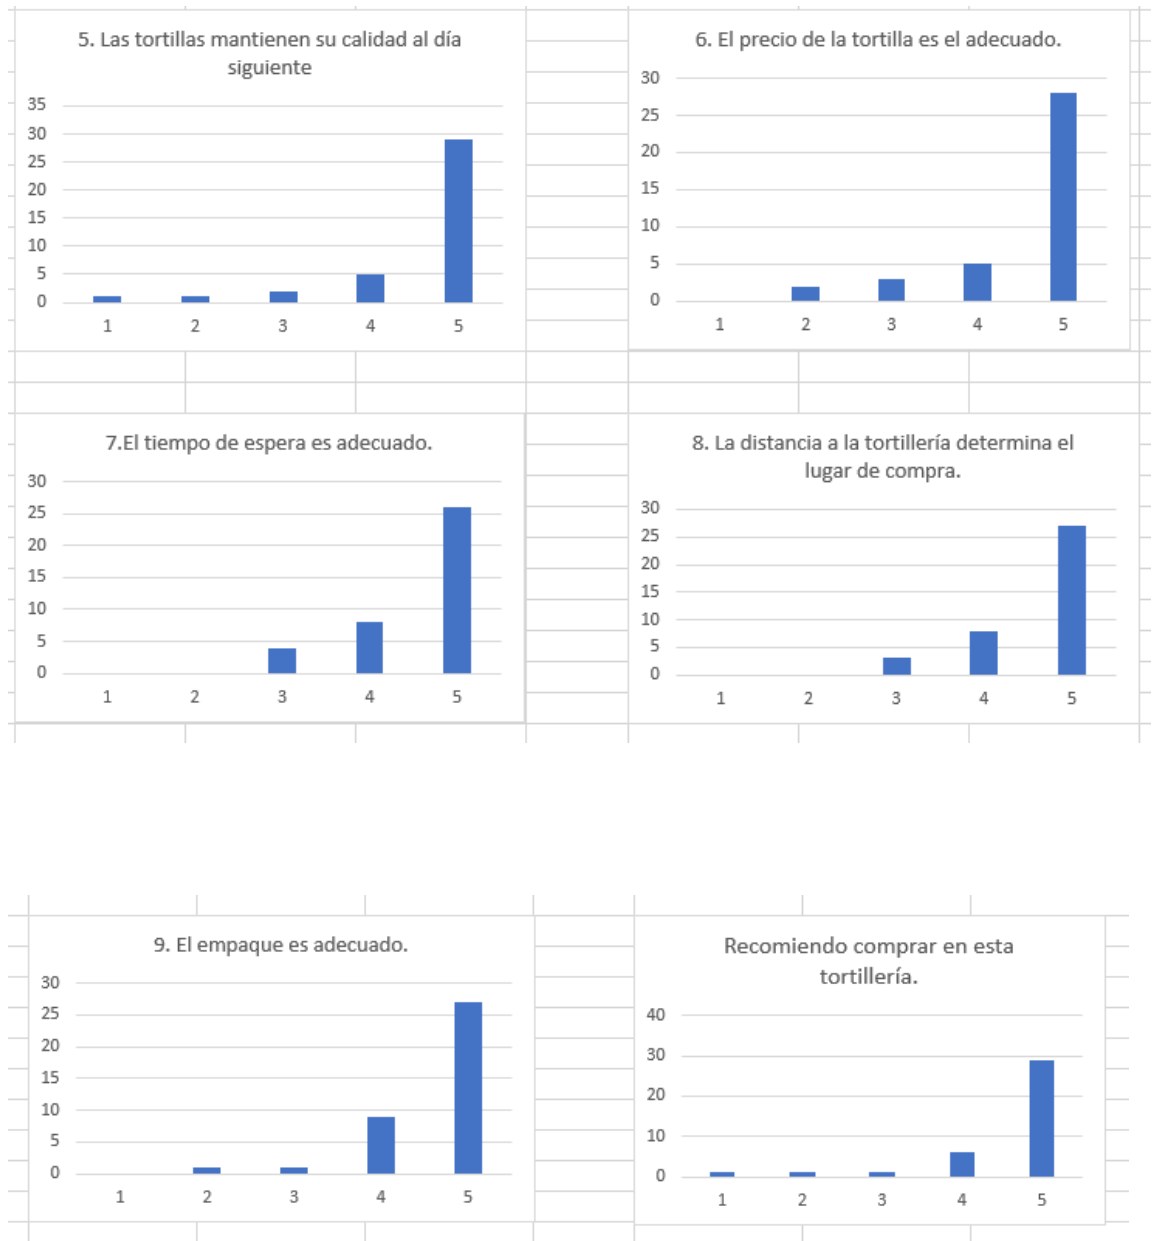 5. Las tortillas mantienen su calidad al día
siguiente
35
30
25
20
15
10
5
0
1 2 3 4 5
6. El precio de la tortilla es el adecuado.
30
25
20
15
10
5
0
1 2 3 4 5
7.El tiempo de espera es adecuado.
30
25
20
15
10
5
0
1 2 3 4 5
8. La distancia a la tortillería determina el
lugar de compra.
30
25
20
15
10
5
0
1 2 3 4 5
9. El empaque es adecuado.
30
25
20
15
10
5
0
1 2 3 4 5
Recomiendo comprar en esta
tortillería.
40
30
20
10
0
1 2 3 4 5